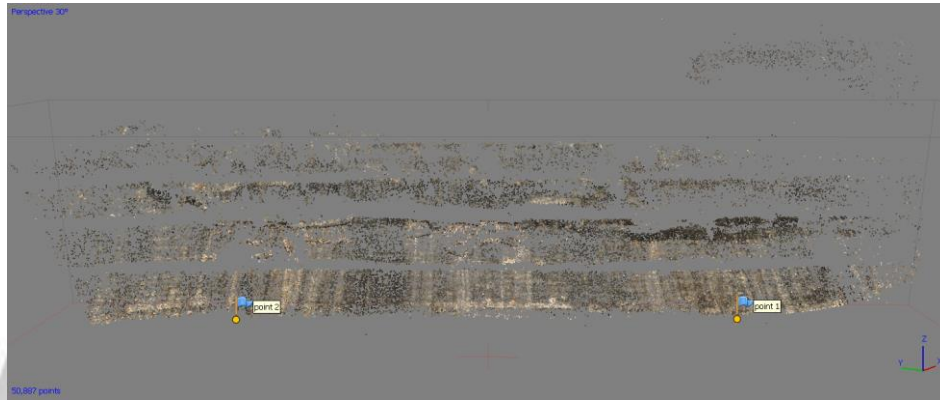 Perspective 30°
point 2
point 1
Z
Y
X
50,887 points